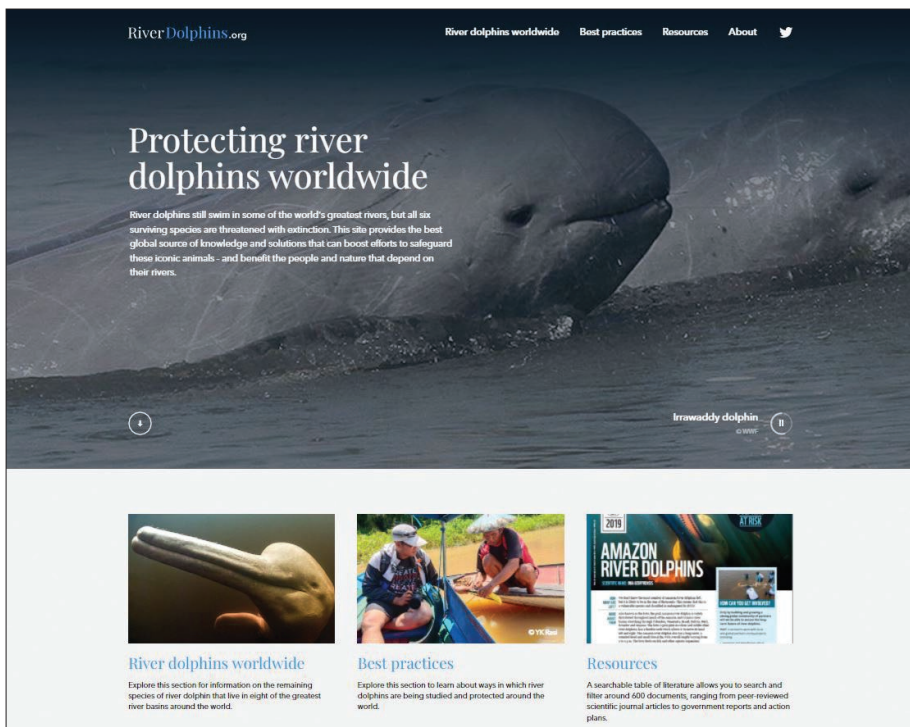 RiverDolphins.org
River dolphins worldwide Best practices Resources About
Protecting river
dolphins worldwide
River dolphins still swim in some of the world's greatest rivers, but all six
surviving species are threatened with extinction. This site provides the best
global source of knowledge and solutions that can boost efforts to safeguard
these iconic animals - and benefit the people and nature that depend on
their rivers.
Irrawaddy dolphin
© WWF
© YK Rasi
2019
AT RISK
AMAZON
RIVER DOLPHINS
HOW CAN YOU GET INVOLVED?
River dolphins worldwide
Explore this section for information on the remaining
species of river dolphin that live in eight of the greatest
river basins around the world.
Best practices
Explore this section to learn about ways in which river
dolphins are being studied and protected around the
world.
Resources
A searchable table of literature allows you to search and
filter around 600 documents, ranging from peer-reviewed
scientific journal articles to government reports and action
plans.